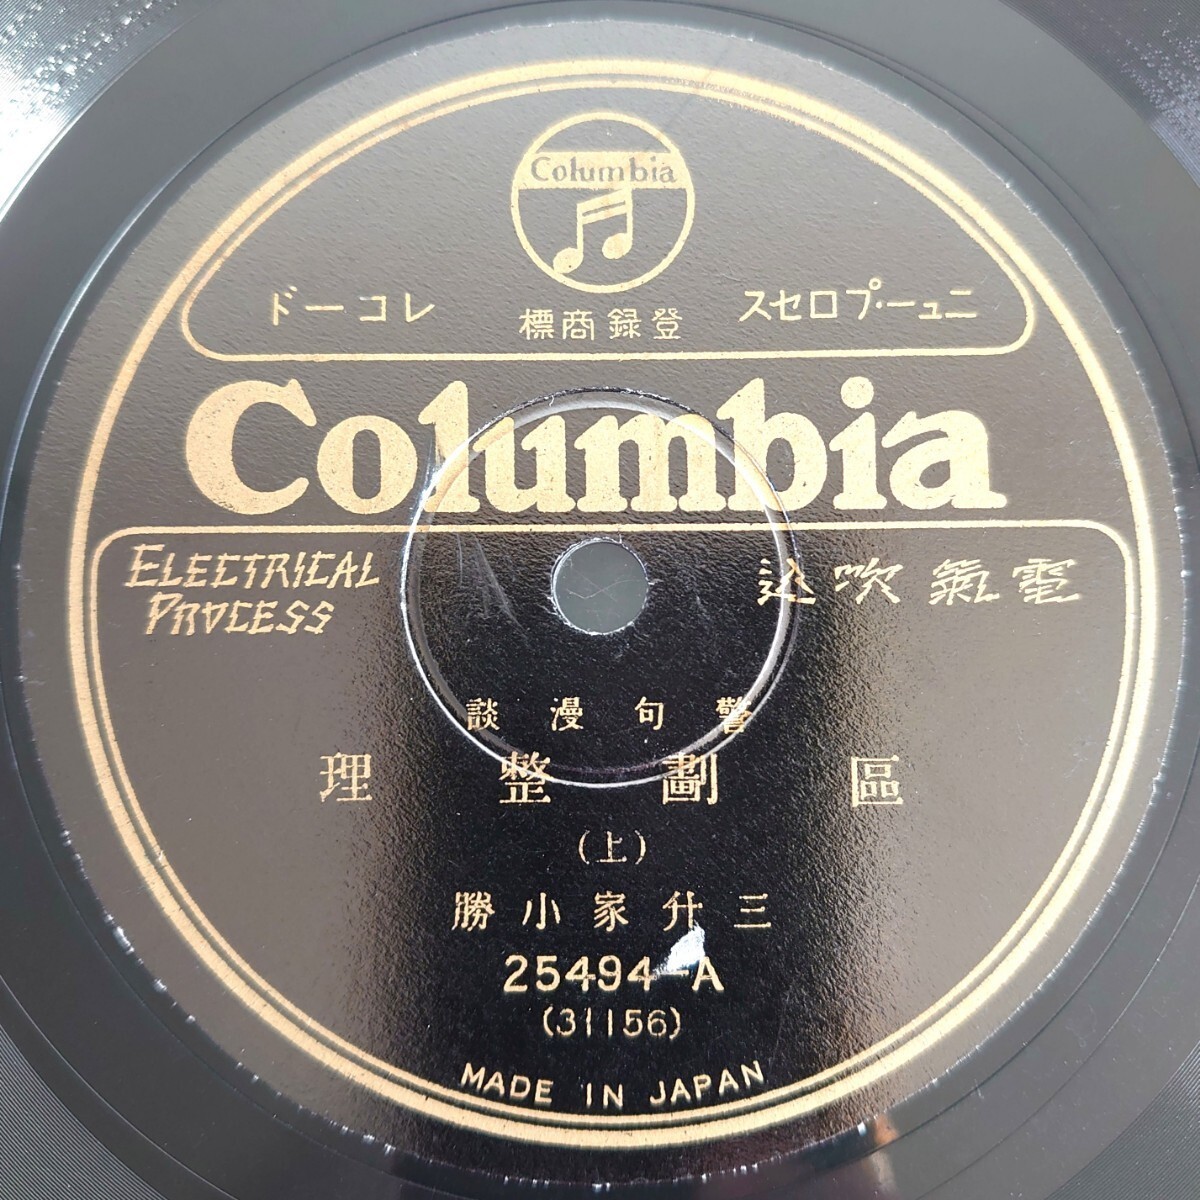 Columbia
ニュー・プロセス レコード
登録商標
Columbia
ELECTRICAL
PROCESS
電氣吹込
警句漫談
區劃整理
(上)
三升家小勝
25494-A
(31156)
MADE IN JAPAN